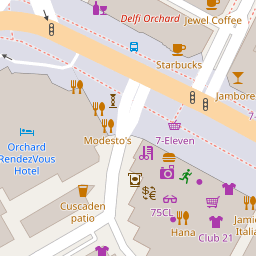 Delfi Orchard
Jewel Coffee
Starbucks
Jambore
Modesto's
7-Eleven
Orchard
RendezVous
Hotel
Cuscaden
patio
75CL
Hana
Club 21
Jamie
Italia